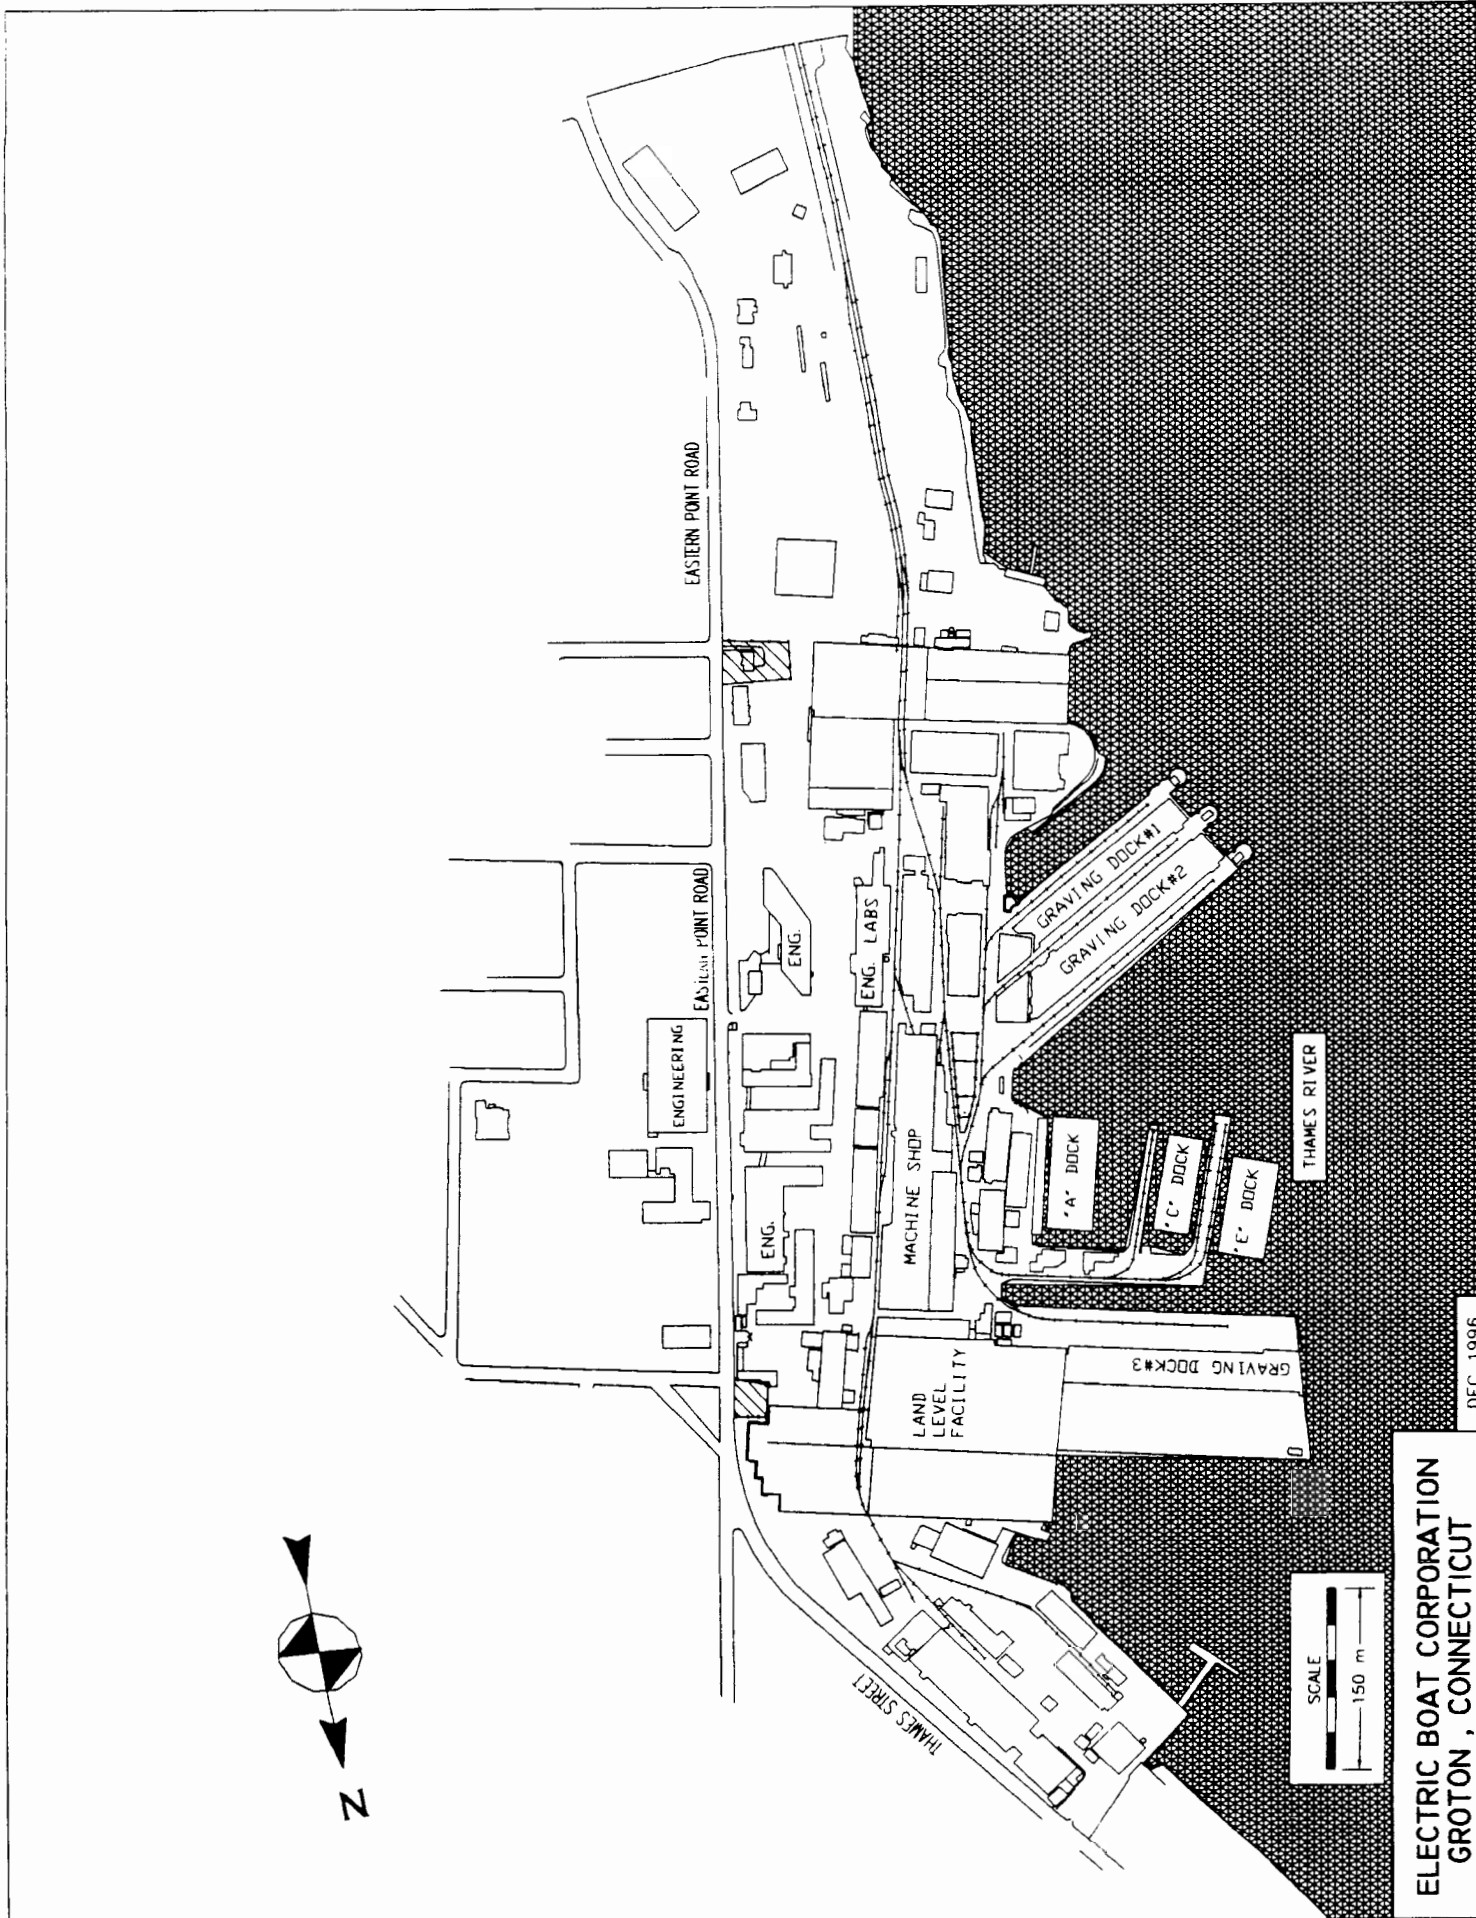 EASTERN POINT ROAD
POINT ROAD
ENGINEERING
ENG.
ENG. LABS
ENG.
MACHINE SHOP
GRAVING DOCK#1
GRAVING DOCK#2
"A" DOCK
"C" DOCK
"E" DOCK
THAMES RIVER
GRAVING DOCK#3
LAND
LEVEL
FACILITY
THAMES STREET
N
SCALE
150 m
DEC 1996
ELECTRIC BOAT CORPORATION
GROTON , CONNECTICUT